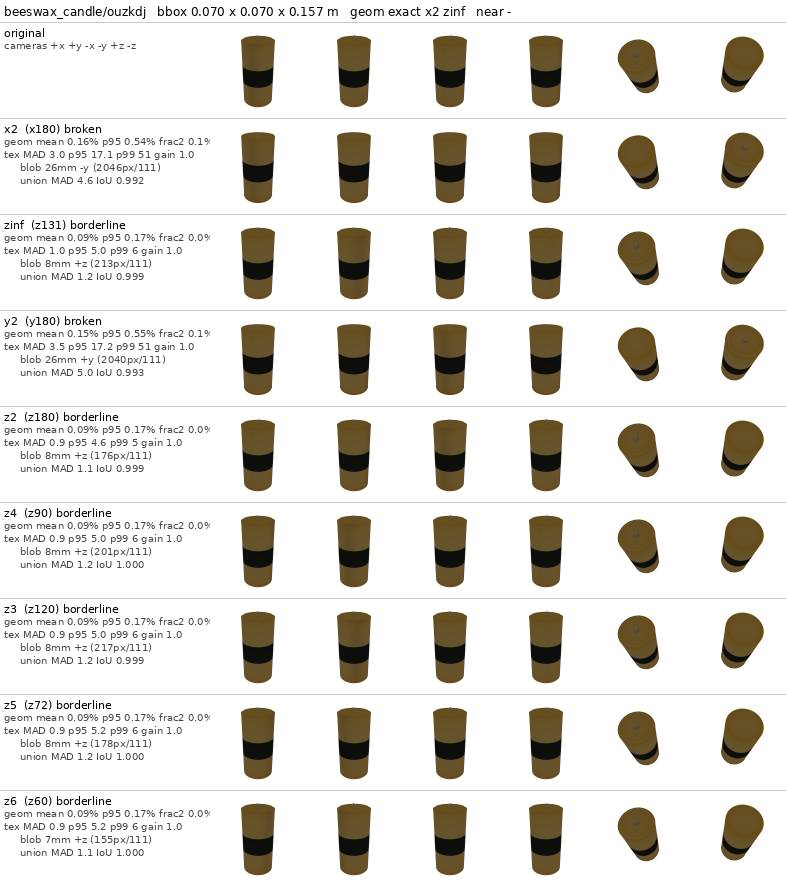 beeswax_candle/ouzkdj bbox 0.070 x 0.070 x 0.157 m geom exact x2 zinf near -
original
cameras +x +y -x -y +z -z
x2 (x180) broken
geom mean 0.16% p95 0.54% frac2 0.1%
tex MAD 3.0 p95 17.1 p99 51 gain 1.0
blob 26mm -y (2046px/111)
union MAD 4.6 IoU 0.992
zinf (z131) borderline
geom mean 0.09% p95 0.17% frac2 0.0%
tex MAD 1.0 p95 5.0 p99 6 gain 1.0
blob 8mm +z (213px/111)
union MAD 1.2 IoU 0.999
y2 (y180) broken
geom mean 0.15% p95 0.55% frac2 0.1%
tex MAD 3.5 p95 17.2 p99 51 gain 1.0
blob 26mm +y (2040px/111)
union MAD 5.0 IoU 0.993
z2 (z180) borderline
geom mean 0.09% p95 0.17% frac2 0.0%
tex MAD 0.9 p95 4.6 p99 5 gain 1.0
blob 8mm +z (176px/111)
union MAD 1.1 IoU 0.999
z4 (z90) borderline
geom mean 0.09% p95 0.17% frac2 0.0%
tex MAD 0.9 p95 5.0 p99 6 gain 1.0
blob 8mm +z (201px/111)
union MAD 1.2 IoU 1.000
z3 (z120) borderline
geom mean 0.09% p95 0.17% frac2 0.0%
tex MAD 0.9 p95 5.0 p99 6 gain 1.0
blob 8mm +z (217px/111)
union MAD 1.2 IoU 0.999
z5 (z72) borderline
geom mean 0.09% p95 0.17% frac2 0.0%
tex MAD 0.9 p95 5.2 p99 6 gain 1.0
blob 8mm +z (178px/111)
union MAD 1.2 IoU 1.000
z6 (z60) borderline
geom mean 0.09% p95 0.17% frac2 0.0%
tex MAD 0.9 p95 5.2 p99 6 gain 1.0
blob 7mm +z (155px/111)
union MAD 1.1 IoU 1.000